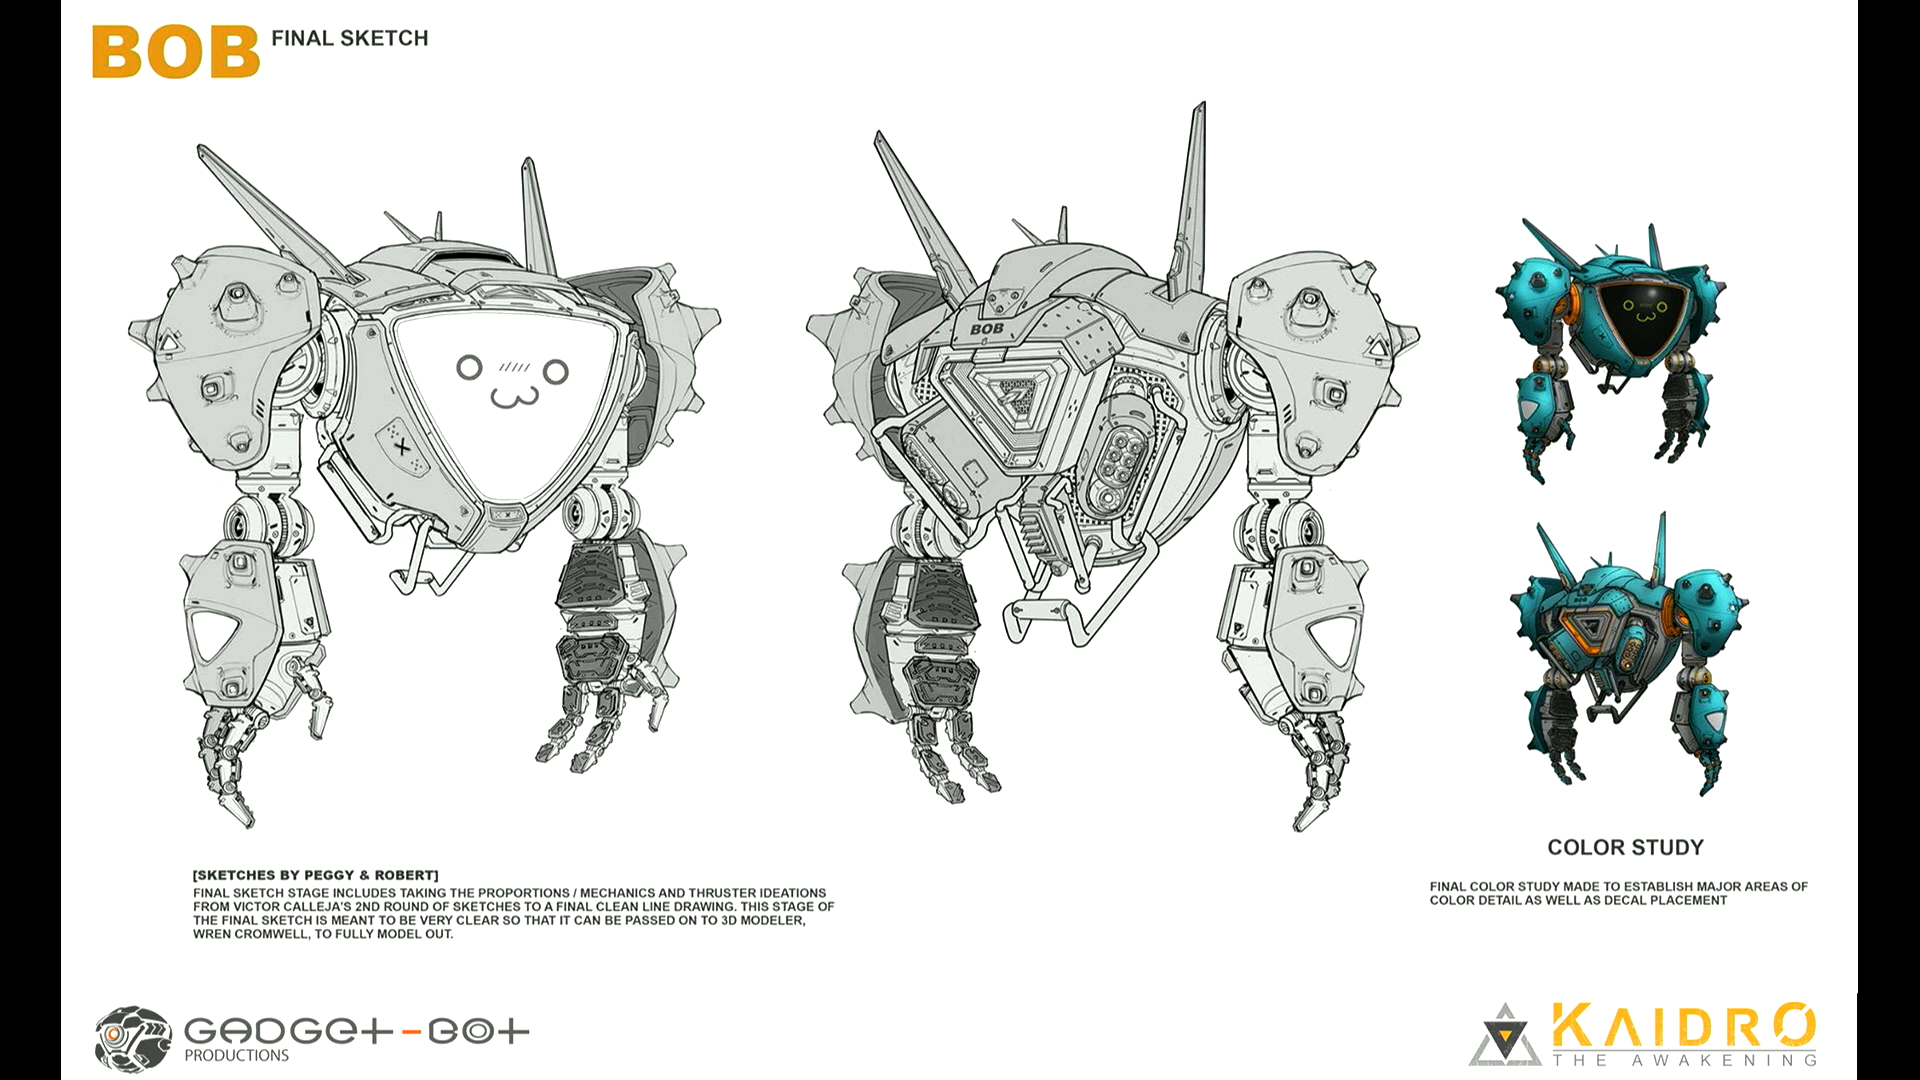 BOB FINAL SKETCH
BOB
[SKETCHES BY PEGGY & ROBERT]
FINAL SKETCH STAGE INCLUDES TAKING THE PROPORTIONS / MECHANICS AND THRUSTER IDEATIONS
FROM VICTOR CALLEJA'S 2ND ROUND OF SKETCHES TO A FINAL CLEAN LINE DRAWING. THIS STAGE OF
THE FINAL SKETCH IS MEANT TO BE VERY CLEAR SO THAT IT CAN BE PASSED ON TO 3D MODELER,
WREN CROMWELL, TO FULLY MODEL OUT.
BOB
COLOR STUDY
FINAL COLOR STUDY MADE TO ESTABLISH MAJOR AREAS OF
COLOR DETAIL AS WELL AS DECAL PLACEMENT
GADGET-BOT
PRODUCTIONS
KAIDRO
THE AWAKENING